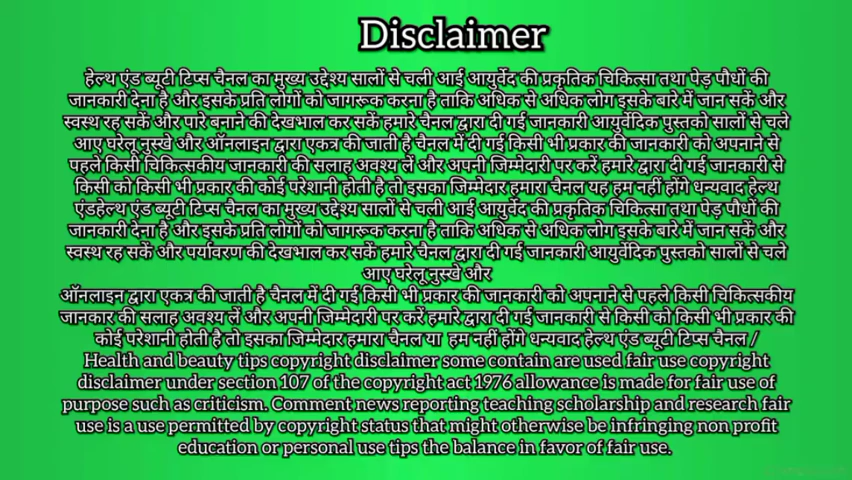 Disclaimer
हेल्थ एंड ब्यूटी टिप्स चैनल का मुख्य उद्देश्य सालों से चली आई आयुर्वेद की प्रकृतिक चिकित्सा तथा पेड़ पौधों की
जानकारी देना है और इसके प्रति लोगों को जागरूक करना है ताकि अधिक से अधिक लोग इसके बारे में जान सकें और
स्वस्थ रह सकें और पारे बनाने की देखभाल कर सकें हमारे चैनल द्वारा दी गई जानकारी आयुर्वेदिक पुस्तको सालों से चले
आए घरेलू नुस्खे और ऑनलाइन द्वारा एकत्र की जाती है चैनल में दी गई किसी भी प्रकार की जानकारी को अपनाने से
पहले किसी चिकित्सकीय जानकारी की सलाह अवश्य लें और अपनी जिम्मेदारी पर करें हमारे द्वारा दी गई जानकारी से
किसी को किसी भी प्रकार की कोई परेशानी होती है तो इसका जिम्मेदार हमारा चैनल यह हम नहीं होंगे धन्यवाद हेल्थ
एंडहेल्थ एंड ब्यूटी टिप्स चैनल का मुख्य उद्देश्य सालों से चली आई आयुर्वेद की प्रकृतिक चिकित्सा तथा पेड़ पौधों की
जानकारी देना है और इसके प्रति लोगों को जागरूक करना है ताकि अधिक से अधिक लोग इसके बारे में जान सकें और
स्वस्थ रह सकें और पर्यावरण की देखभाल कर सकें हमारे चैनल द्वारा दी गई जानकारी आयुर्वेदिक पुस्तको सालों से चले
आए घरेलू नुस्खे और
ऑनलाइन द्वारा एकत्र की जाती है चैनल में दी गई किसी भी प्रकार की जानकारी को अपनाने से पहले किसी चिकित्सकीय
जानकार की सलाह अवश्य लें और अपनी जिम्मेदारी पर करें हमारे द्वारा दी गई जानकारी से किसी को किसी भी प्रकार की
कोई परेशानी होती है तो इसका जिम्मेदार हमारा चैनल या हम नहीं होंगे धन्यवाद हेल्थ एंड ब्यूटी टिप्स चैनल /
Health and beauty tips copyright disclaimer some contain are used fair use copyright
disclaimer under section 107 of the copyright act 1976 allowance is made for fair use of
purpose such as criticism. Comment news reporting teaching scholarship and research fair
use is a use permitted by copyright status that might otherwise be infringing non profit
education or personal use tips the balance in favor of fair use.